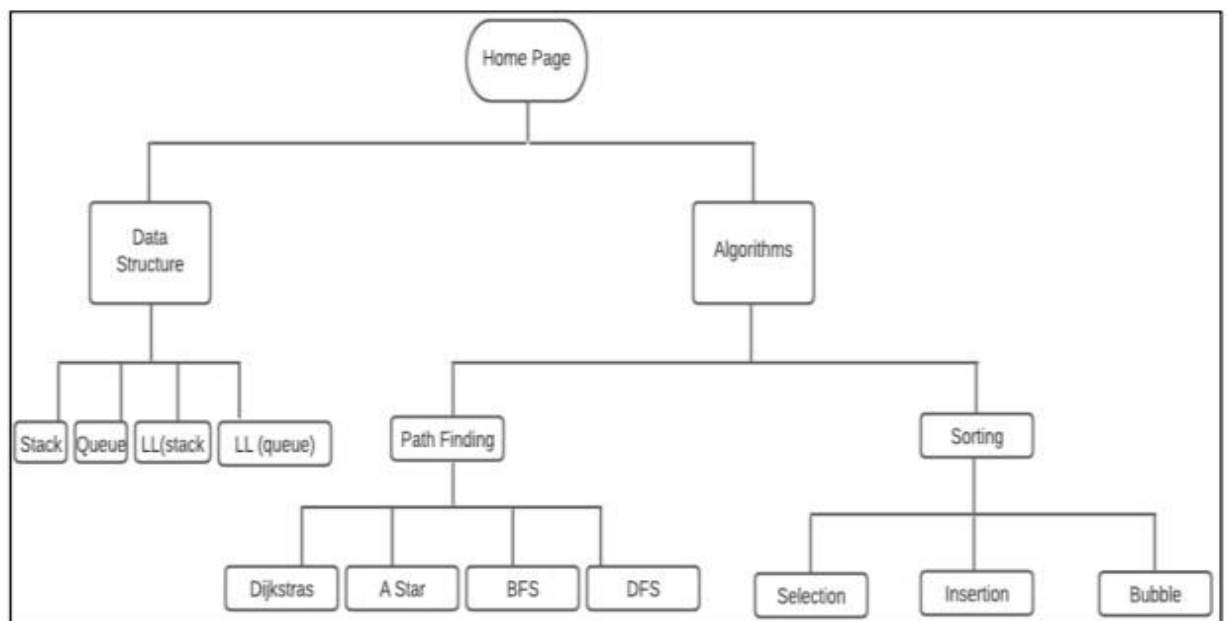 Home Page
Data
Structure
Algorithms
Stack
Queue
LL(stack
LL (queue)
Path Finding
Sorting
Dijkstras
A Star
BFS
DFS
Selection
Insertion
Bubble